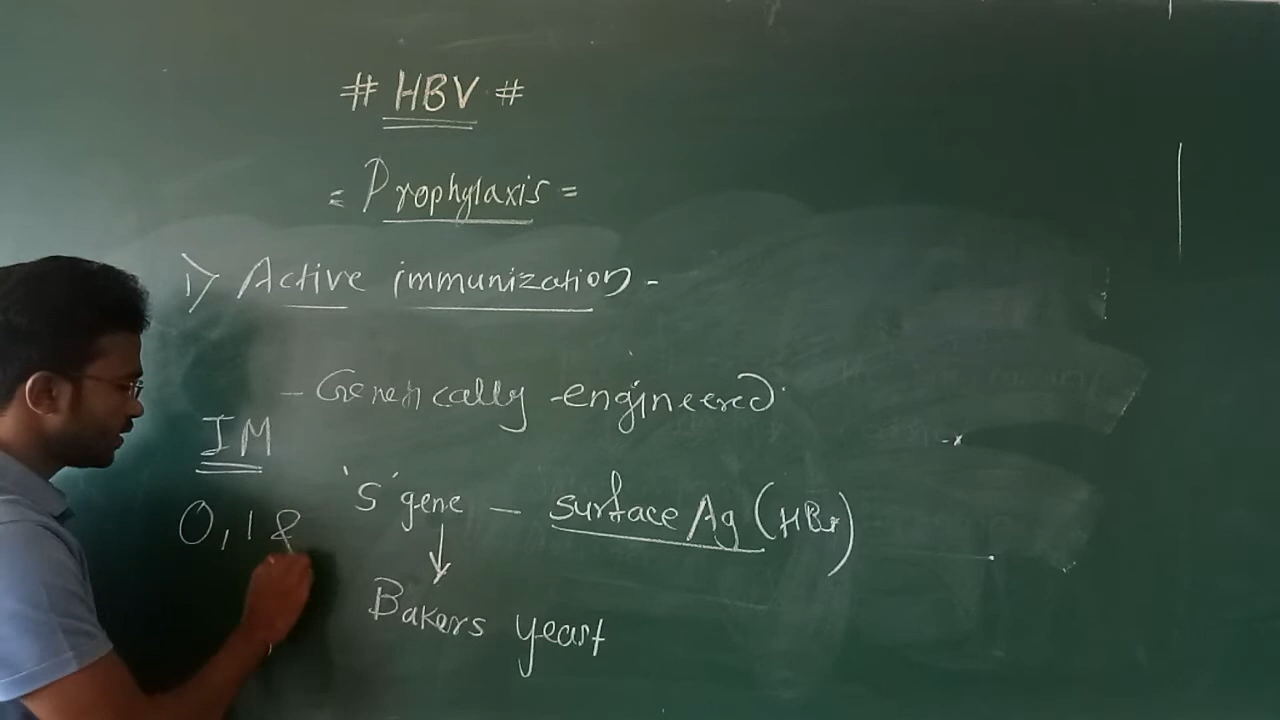 # HBV #
= Prophylaxis =
1) Active immunization -
- Genetically -engineered
IM
'S' gene — surface Ag (HBs)
0, 1 &
↓
Bakers yeast